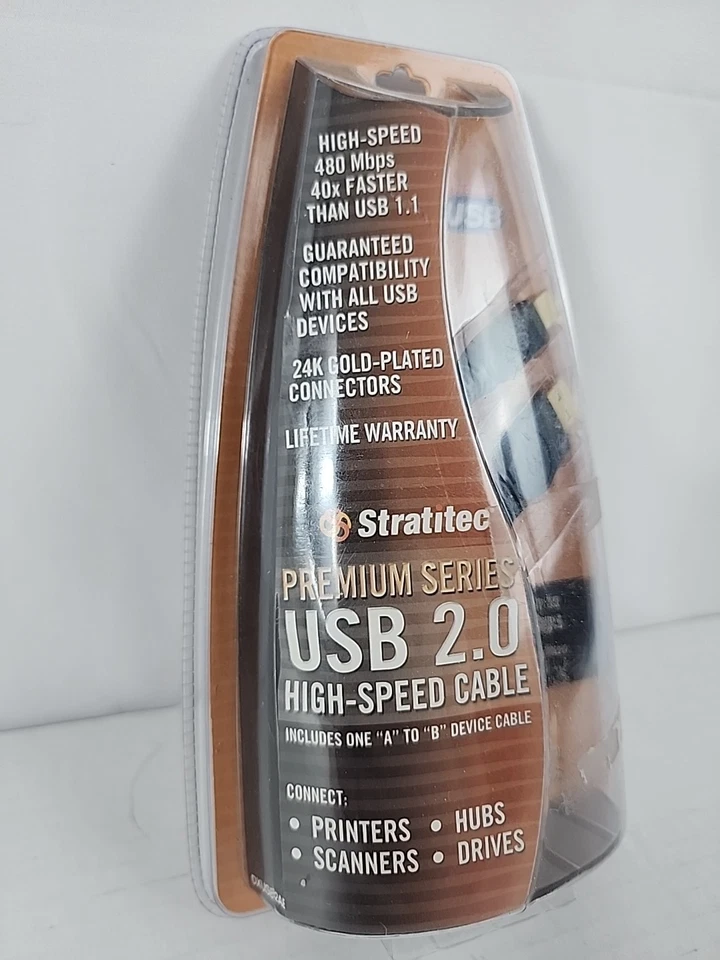 HIGH-SPEED
480 Mbps
40x FASTER
THAN USB 1.1
USB
GUARANTEED
COMPATIBILITY
WITH ALL USB
DEVICES
24K GOLD-PLATED
CONNECTORS
LIFETIME WARRANTY
Stratitec
PREMIUM SERIES
USB 2.0
HIGH-SPEED CABLE
INCLUDES ONE "A" TO "B" DEVICE CABLE
CONNECT:
• PRINTERS • HUBS
• SCANNERS • DRIVES